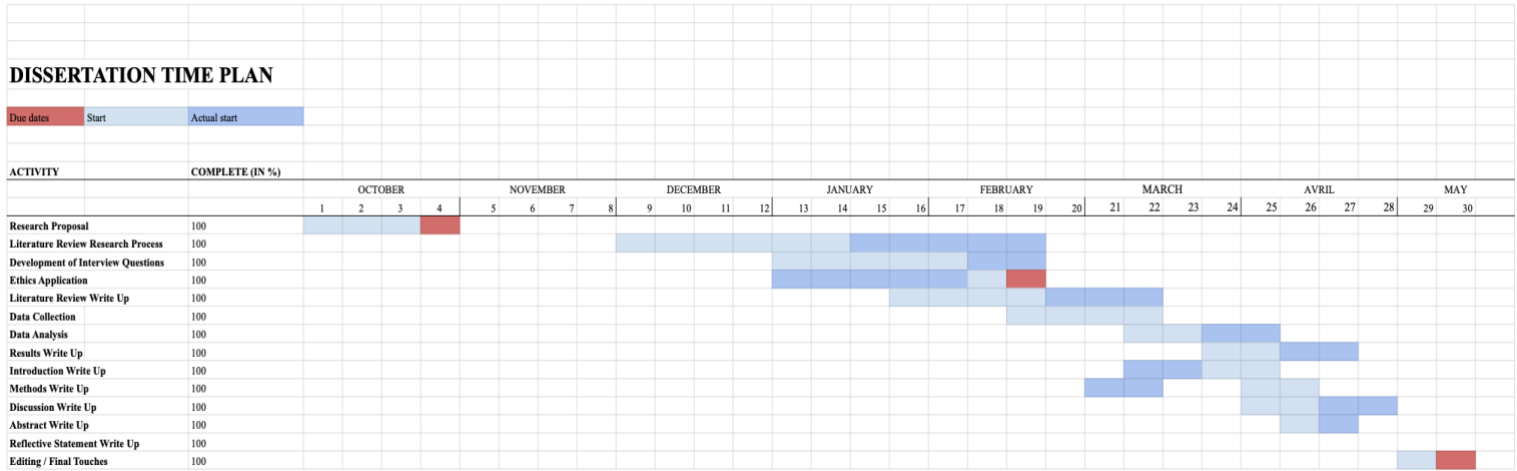 DISSERTATION TIME PLAN
Due dates Start Actual start
ACTIVITY COMPLETE (IN %)
OCTOBER NOVEMBER DECEMBER JANUARY FEBRUARY MARCH AVRIL MAY
1 2 3 4 5 6 7 8 9 10 11 12 13 14 15 16 17 18 19 20 21 22 23 24 25 26 27 28 29 30
Research Proposal 100
Literature Review Research Process 100
Development of Interview Questions 100
Ethics Application 100
Literature Review Write Up 100
Data Collection 100
Data Analysis 100
Results Write Up 100
Introduction Write Up 100
Methods Write Up 100
Discussion Write Up 100
Abstract Write Up 100
Reflective Statement Write Up 100
Editing / Final Touches 100